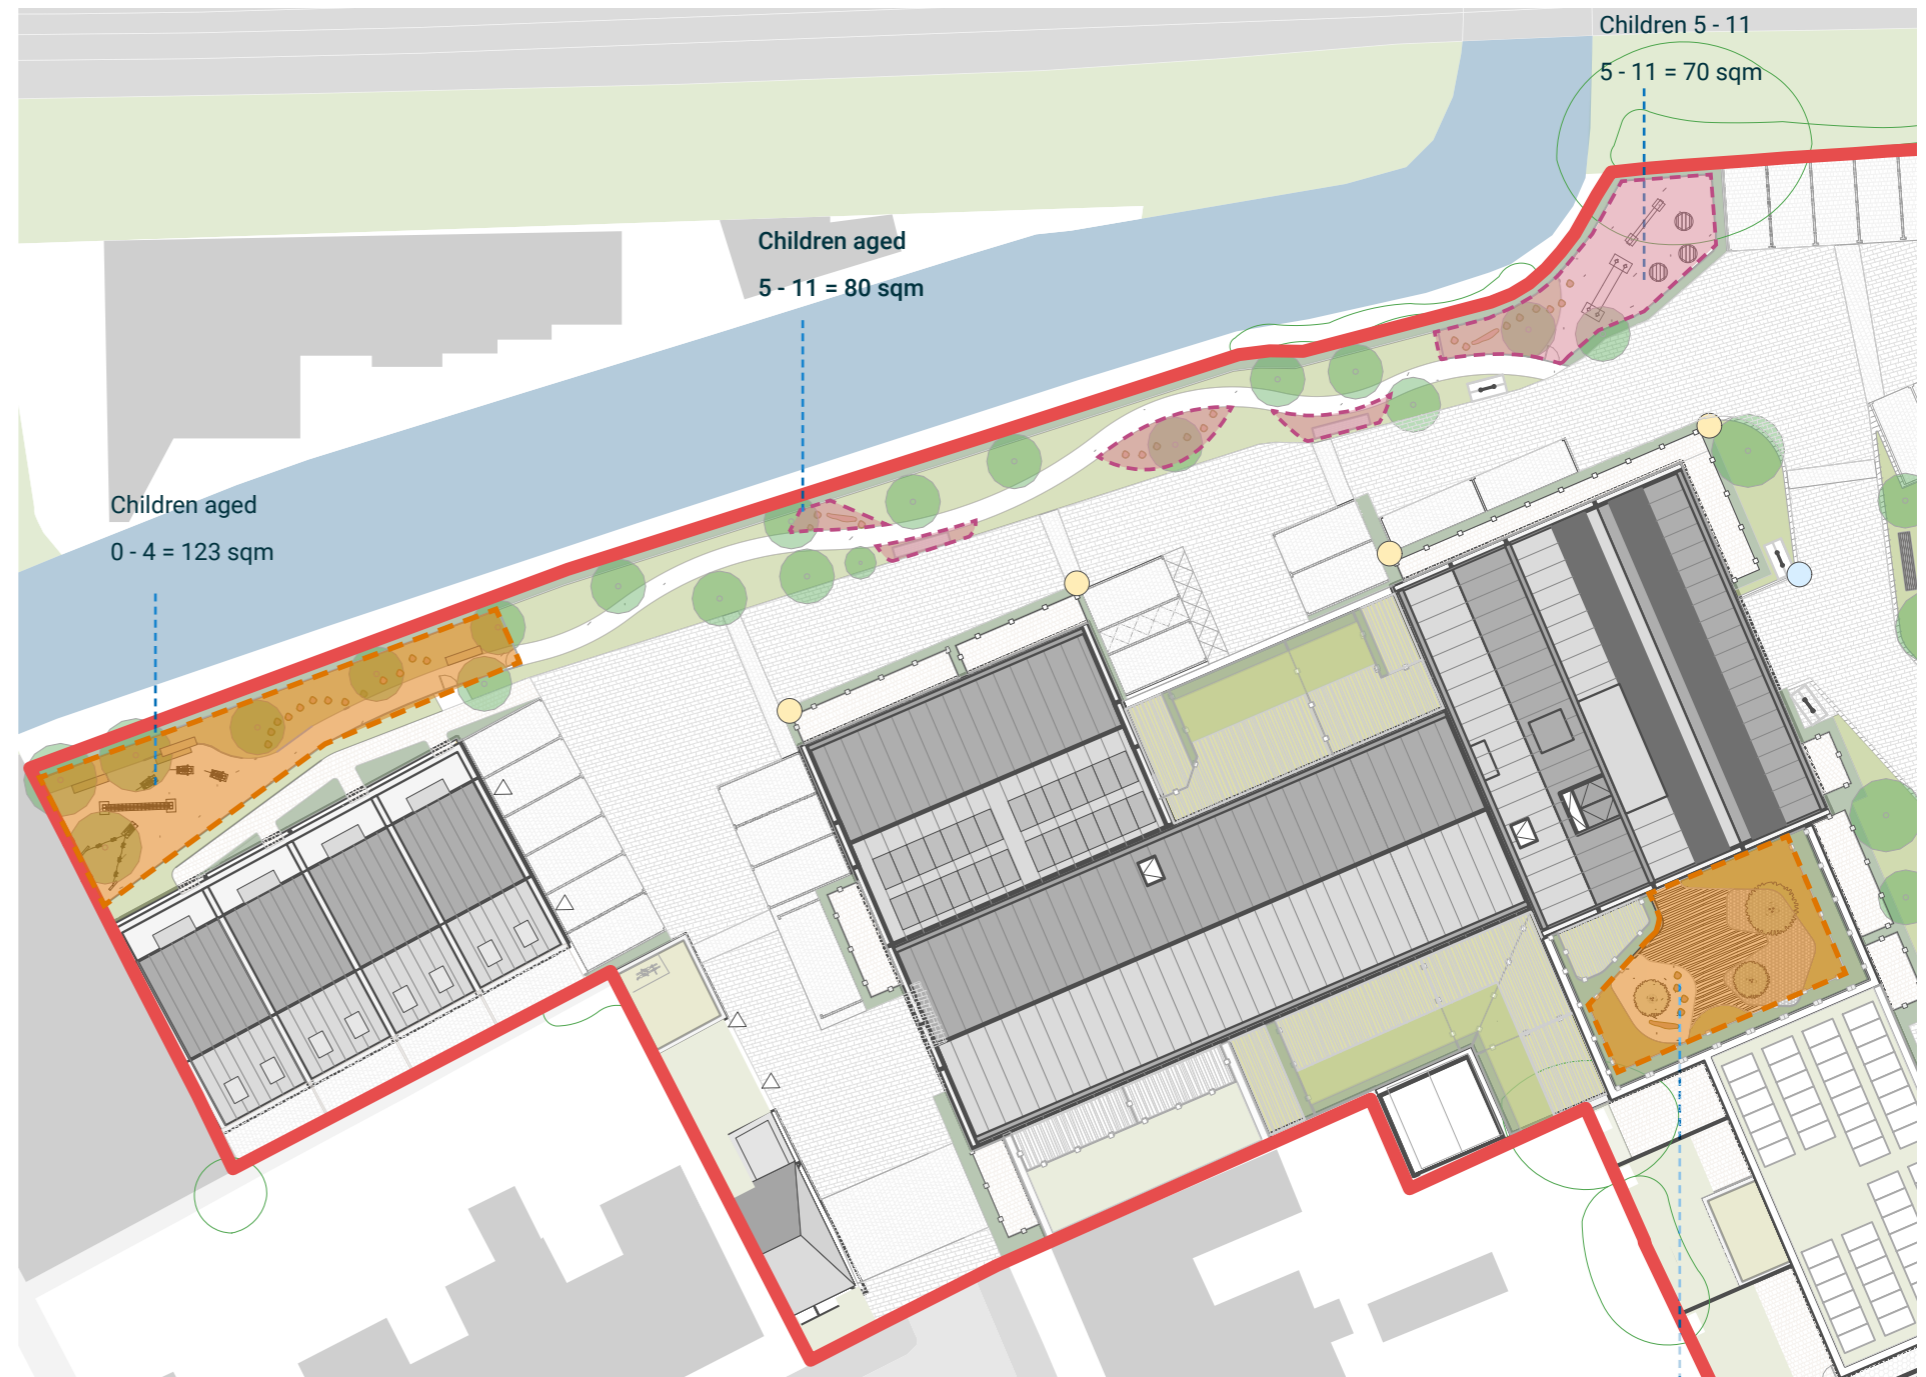 Children 5 - 11
5 - 11 = 70 sqm
Children aged
5 - 11 = 80 sqm
Children aged
0 - 4 = 123 sqm